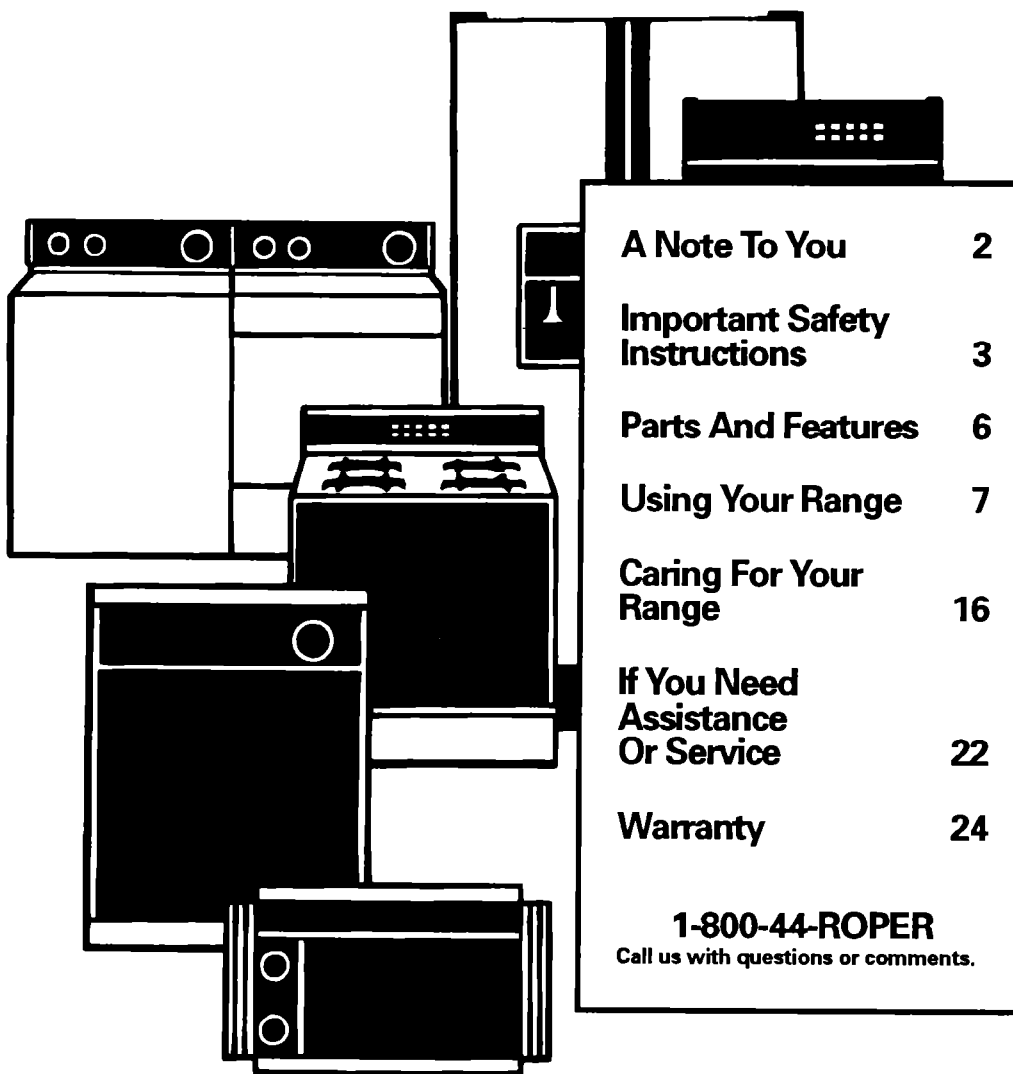 A Note To You 2
Important Safety
Instructions 3
Parts And Features 6
Using Your Range 7
Caring For Your
Range 16
If You Need
Assistance
Or Service 22
Warranty 24
1-800-44-ROPER
Call us with questions or comments.